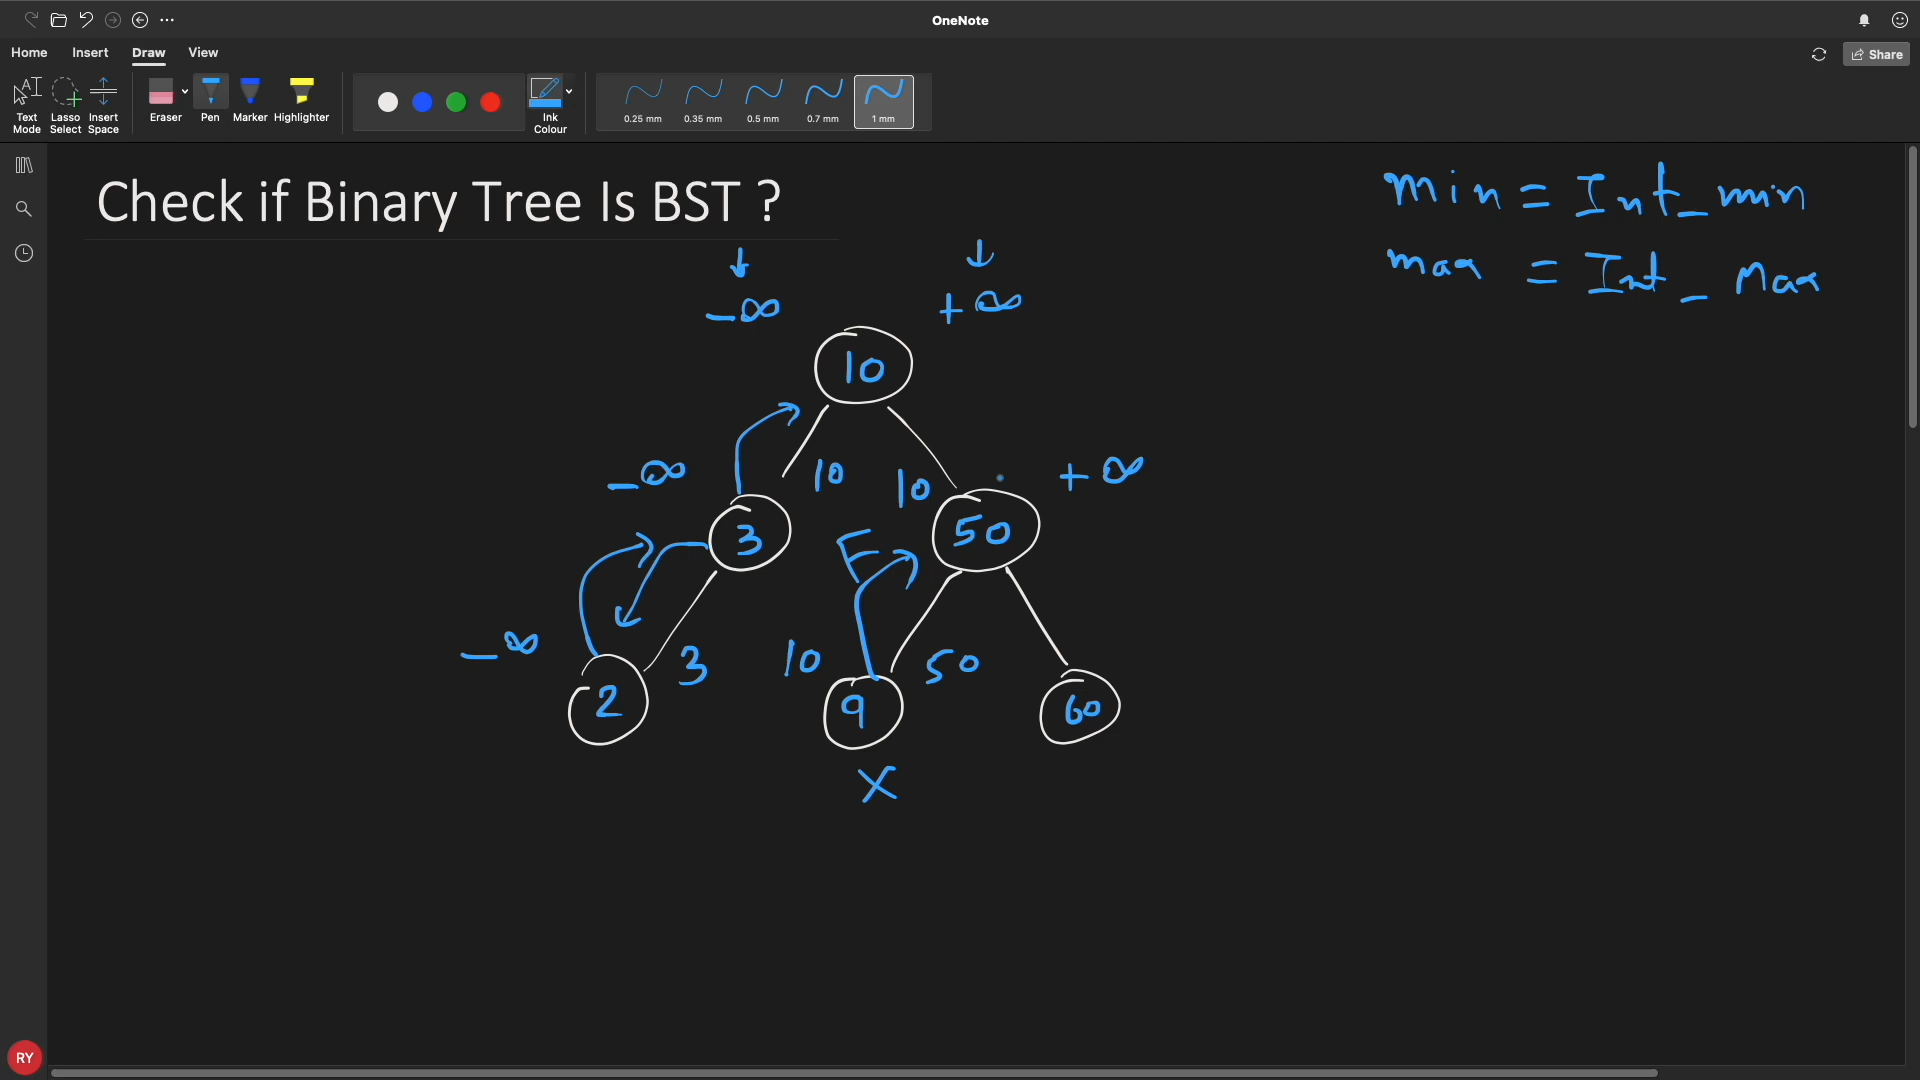 OneNote
Home Insert Draw View
Share
Text Mode
Lasso Select
Insert Space
Eraser
Pen
Marker
Highlighter
Ink Colour
0.25 mm
0.35 mm
0.5 mm
0.7 mm
1 mm
Check if Binary Tree Is BST ?
min = Int_min
max = Int_Max
-∞ +∞
10
-∞ 10 10 +∞
3 F 50
-∞ 3 10 50
2 9 60
X
RY